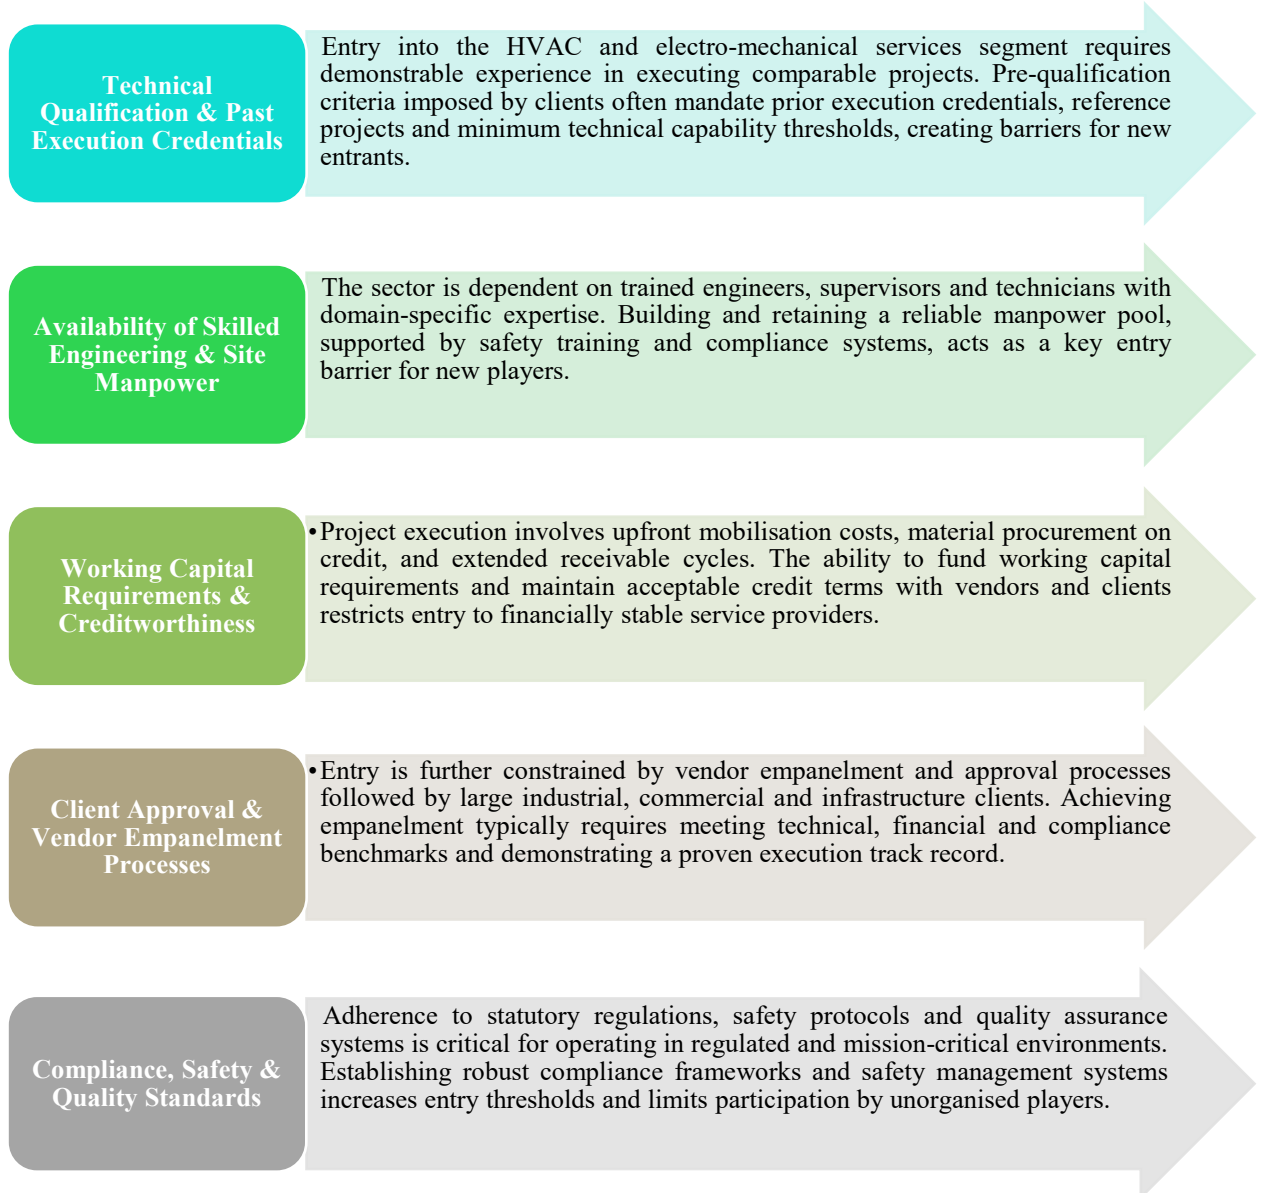 Technical
Qualification & Past
Execution Credentials
Entry into the HVAC and electro-mechanical services segment requires
demonstrable experience in executing comparable projects. Pre-qualification
criteria imposed by clients often mandate prior execution credentials, reference
projects and minimum technical capability thresholds, creating barriers for new
entrants.
Availability of Skilled
Engineering & Site
Manpower
The sector is dependent on trained engineers, supervisors and technicians with
domain-specific expertise. Building and retaining a reliable manpower pool,
supported by safety training and compliance systems, acts as a key entry
barrier for new players.
Working Capital
Requirements &
Creditworthiness
•Project execution involves upfront mobilisation costs, material procurement on
credit, and extended receivable cycles. The ability to fund working capital
requirements and maintain acceptable credit terms with vendors and clients
restricts entry to financially stable service providers.
Client Approval &
Vendor Empanelment
Processes
•Entry is further constrained by vendor empanelment and approval processes
followed by large industrial, commercial and infrastructure clients. Achieving
empanelment typically requires meeting technical, financial and compliance
benchmarks and demonstrating a proven execution track record.
Compliance, Safety &
Quality Standards
Adherence to statutory regulations, safety protocols and quality assurance
systems is critical for operating in regulated and mission-critical environments.
Establishing robust compliance frameworks and safety management systems
increases entry thresholds and limits participation by unorganised players.